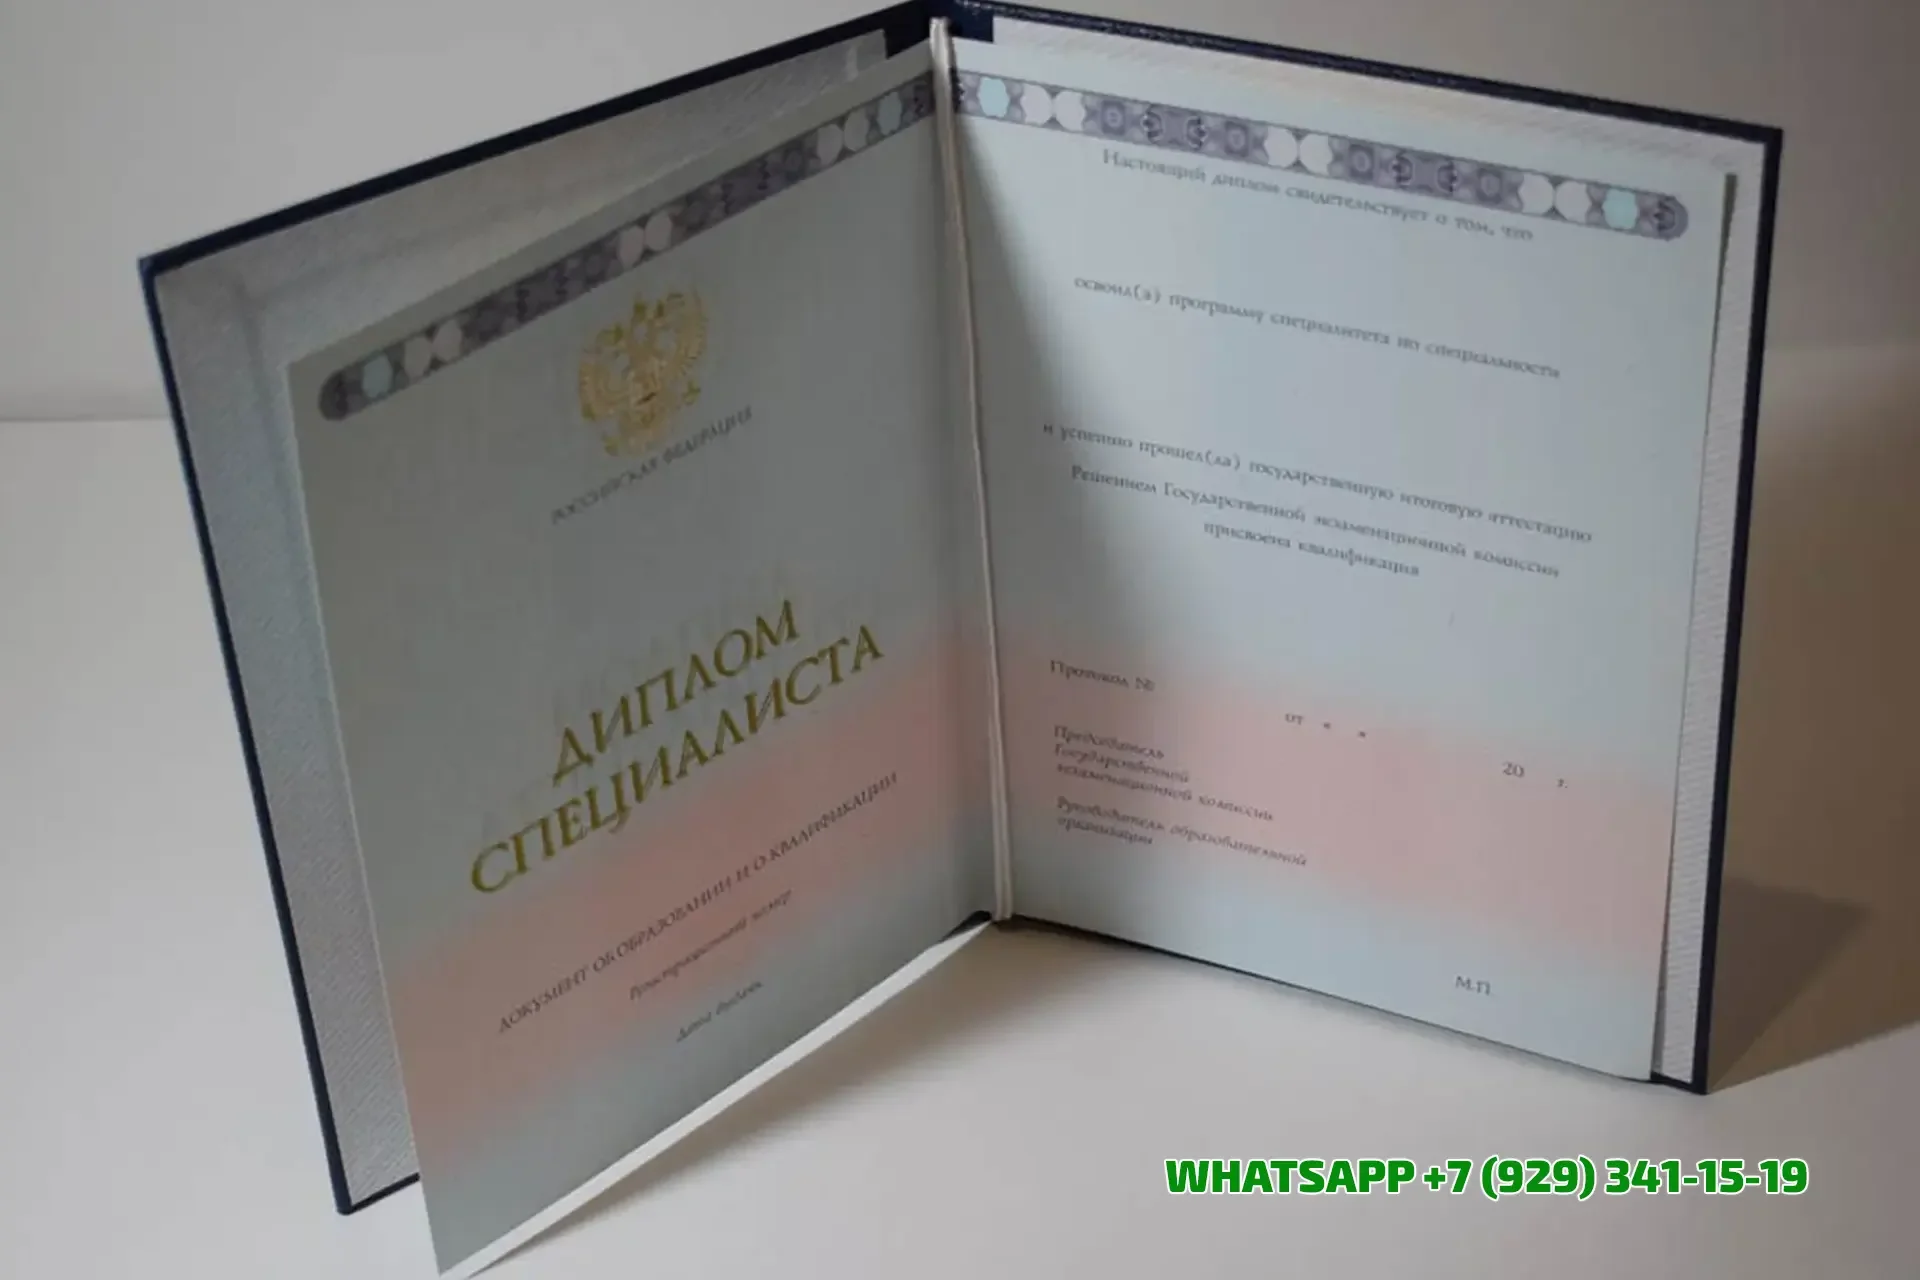 РОССИЙСКАЯ ФЕДЕРАЦИЯ
ДИПЛОМ
СПЕЦИАЛИСТА
ДОКУМЕНТ ОБ ОБРАЗОВАНИИ И О КВАЛИФИКАЦИИ
Регистрационный номер
Дата выдачи
Настоящий диплом свидетельствует о том, что
освоил(а) программу специалитета по специальности
и успешно прошел(ла) государственную итоговую аттестацию
Решением Государственной экзаменационной комиссии
присвоена квалификация
Протокол №
от « »
20 г.
Председатель
Государственной
экзаменационной комиссии
Руководитель образовательной
организации
М.П.
WHATSAPP +7 (929) 341-15-19